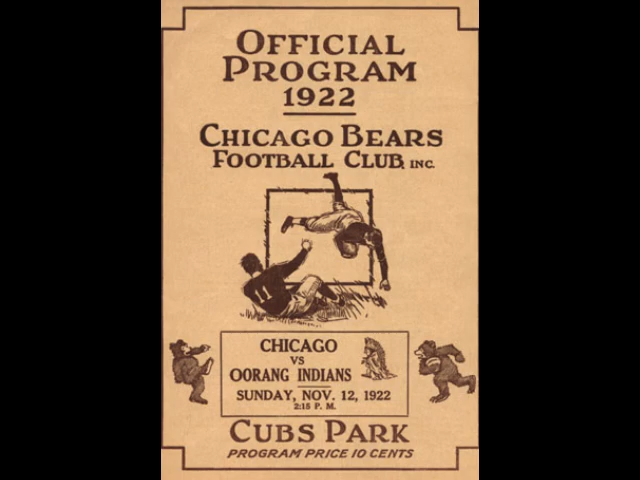 OFFICIAL
PROGRAM
1922
CHICAGO BEARS
FOOTBALL CLUB, INC.
11
CHICAGO
VS
OORANG INDIANS
SUNDAY, NOV. 12, 1922
2:15 P. M.
CUBS PARK
PROGRAM PRICE 10 CENTS